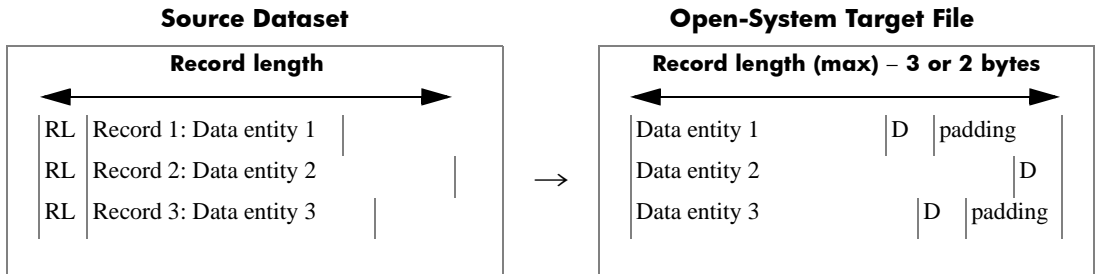 Source Dataset
Record length
RL Record 1: Data entity 1
RL Record 2: Data entity 2
RL Record 3: Data entity 3
→
Open-System Target File
Record length (max) – 3 or 2 bytes
Data entity 1 D padding
Data entity 2 D
Data entity 3 D padding